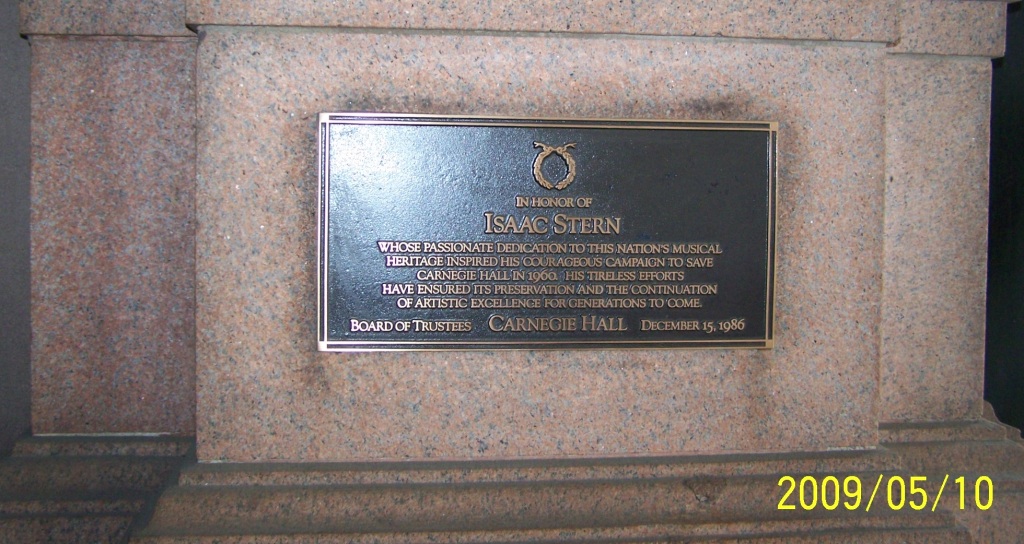 IN HONOR OF
ISAAC STERN
WHOSE PASSIONATE DEDICATION TO THIS NATION'S MUSICAL
HERITAGE INSPIRED HIS COURAGEOUS CAMPAIGN TO SAVE
CARNEGIE HALL IN 1960. HIS TIRELESS EFFORTS
HAVE ENSURED ITS PRESERVATION AND THE CONTINUATION
OF ARTISTIC EXCELLENCE FOR GENERATIONS TO COME.
BOARD OF TRUSTEES CARNEGIE HALL DECEMBER 15, 1986
2009/05/10